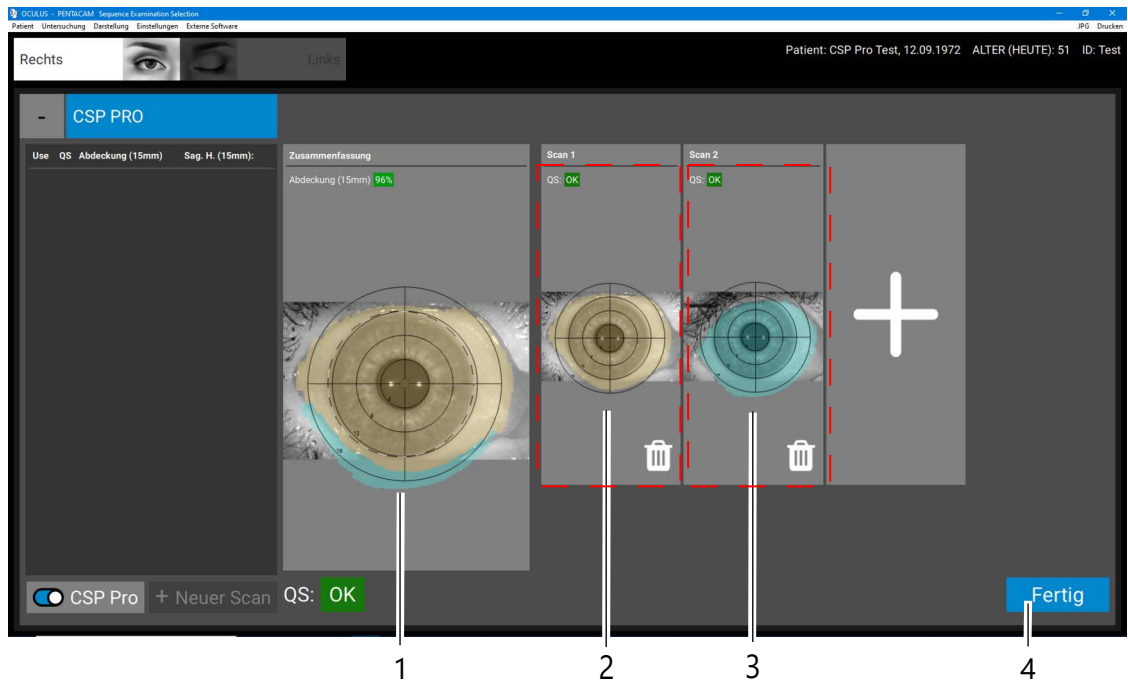 OCULUS - PENTACAM Sequence Examination Selection
Patient Untersuchung Darstellung Einstellungen Externe Software JPG Drucken
Rechts Links Patient: CSP Pro Test, 12.09.1972 ALTER (HEUTE): 51 ID: Test
- CSP PRO
Use QS Abdeckung (15mm) Sag. H. (15mm): Zusammenfassung Scan 1 Scan 2
Abdeckung (15mm) 96% QS: OK QS: OK
CSP Pro + Neuer Scan QS: OK Fertig
1 2 3 4